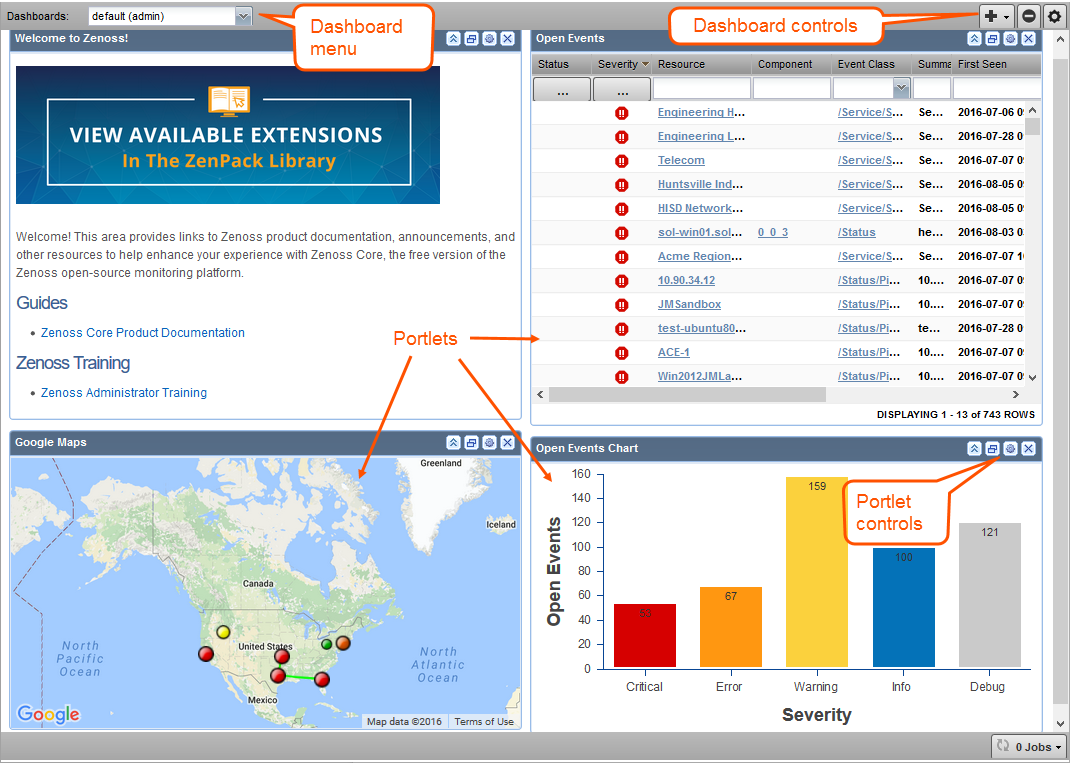 Dashboards: default (admin)
Dashboard menu
Dashboard controls
Welcome to Zenoss!
VIEW AVAILABLE EXTENSIONS
In The ZenPack Library
Welcome! This area provides links to Zenoss product documentation, announcements, and
other resources to help enhance your experience with Zenoss Core, the free version of the
Zenoss open-source monitoring platform.
Guides
• Zenoss Core Product Documentation
Zenoss Training
• Zenoss Administrator Training
Portlets
Open Events
Status Severity Resource Component Event Class Summa First Seen
... ...
Engineering H... /Service/S... Se... 2016-07-06 0
Engineering L... /Service/S... Se... 2016-07-28 0
Telecom /Service/S... Se... 2016-07-07 0
Huntsville Ind... /Service/S... Se... 2016-08-05 0
HISD Network... /Service/S... Se... 2016-08-05 0
sol-win01.sol... 0_0_3 /Status he... 2016-08-03 0
Acme Region... /Service/S... Se... 2016-07-07 1
10.90.34.12 /Status/Pi... 10.... 2016-07-07 0
JMSandbox /Status/Pi... 10.... 2016-07-07 0
test-ubuntu80... /Status/Pi... te... 2016-07-28 0
ACE-1 /Status/Pi... 10.... 2016-07-07 0
Win2012JMLa... /Status/Pi... 10.... 2016-07-07 0
DISPLAYING 1 - 13 of 743 ROWS
Google Maps
Greenland
Iceland
Canada
United States
Mexico
North
Pacific
Ocean
North
Atlantic
Ocean
Google
Map data ©2016 Terms of Use
Open Events Chart
Portlet
controls
Open Events
160
140
120
100
80
60
40
20
0
53
67
159
100
121
Critical Error Warning Info Debug
Severity
0 Jobs